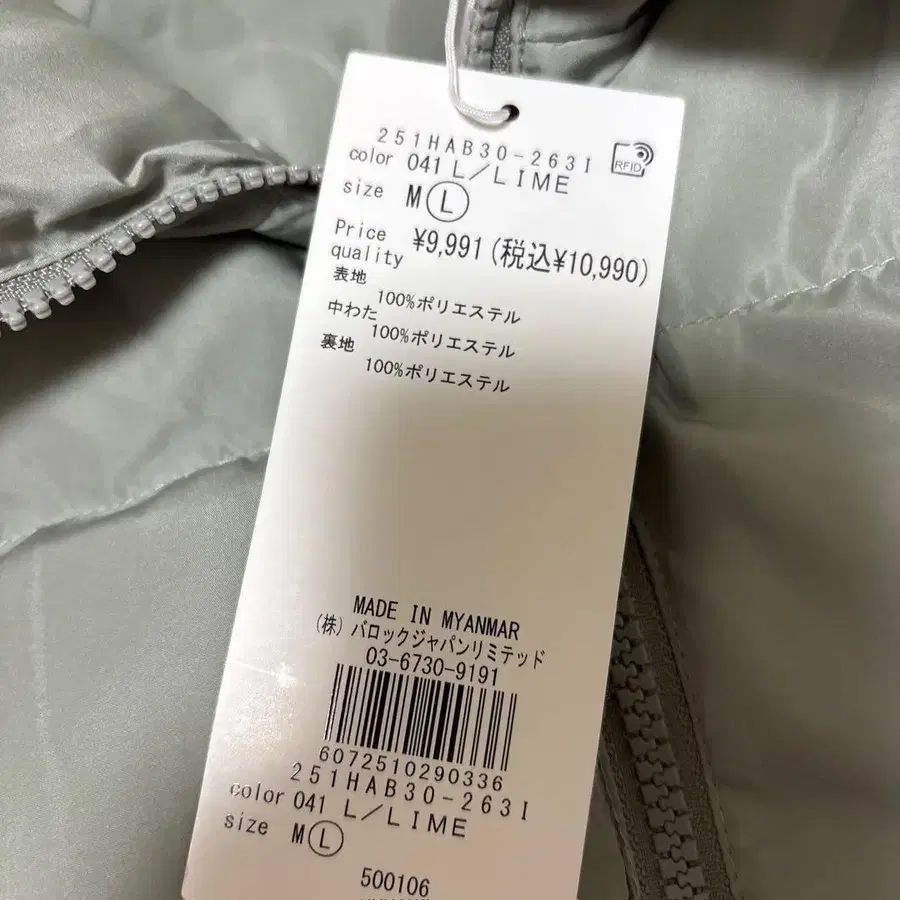 251HAB30-263I
RFID
color 041 L/LIME
size M L
Price ¥9,991(税込¥10,990)
quality
表地
100%ポリエステル
中わた
100%ポリエステル
裏地
100%ポリエステル
MADE IN MYANMAR
(株)バロックジャパンリミテッド
03-6730-9191
6072510290336
251HAB30-263I
color 041 L/LIME
size M L
500106